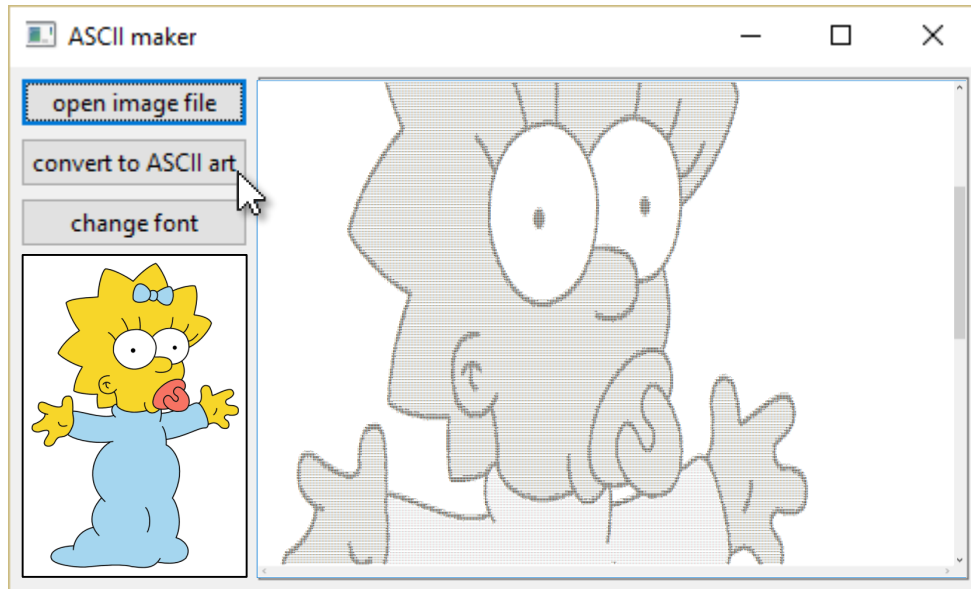 ASCII maker
open image file
convert to ASCII art
change font